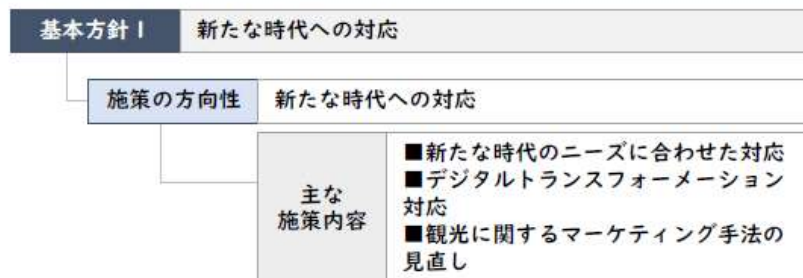 基本方針Ⅰ 新たな時代への対応
施策の方向性 新たな時代への対応
主な
施策内容
■新たな時代のニーズに合わせた対応
■デジタルトランスフォーメーション
対応
■観光に関するマーケティング手法の
見直し